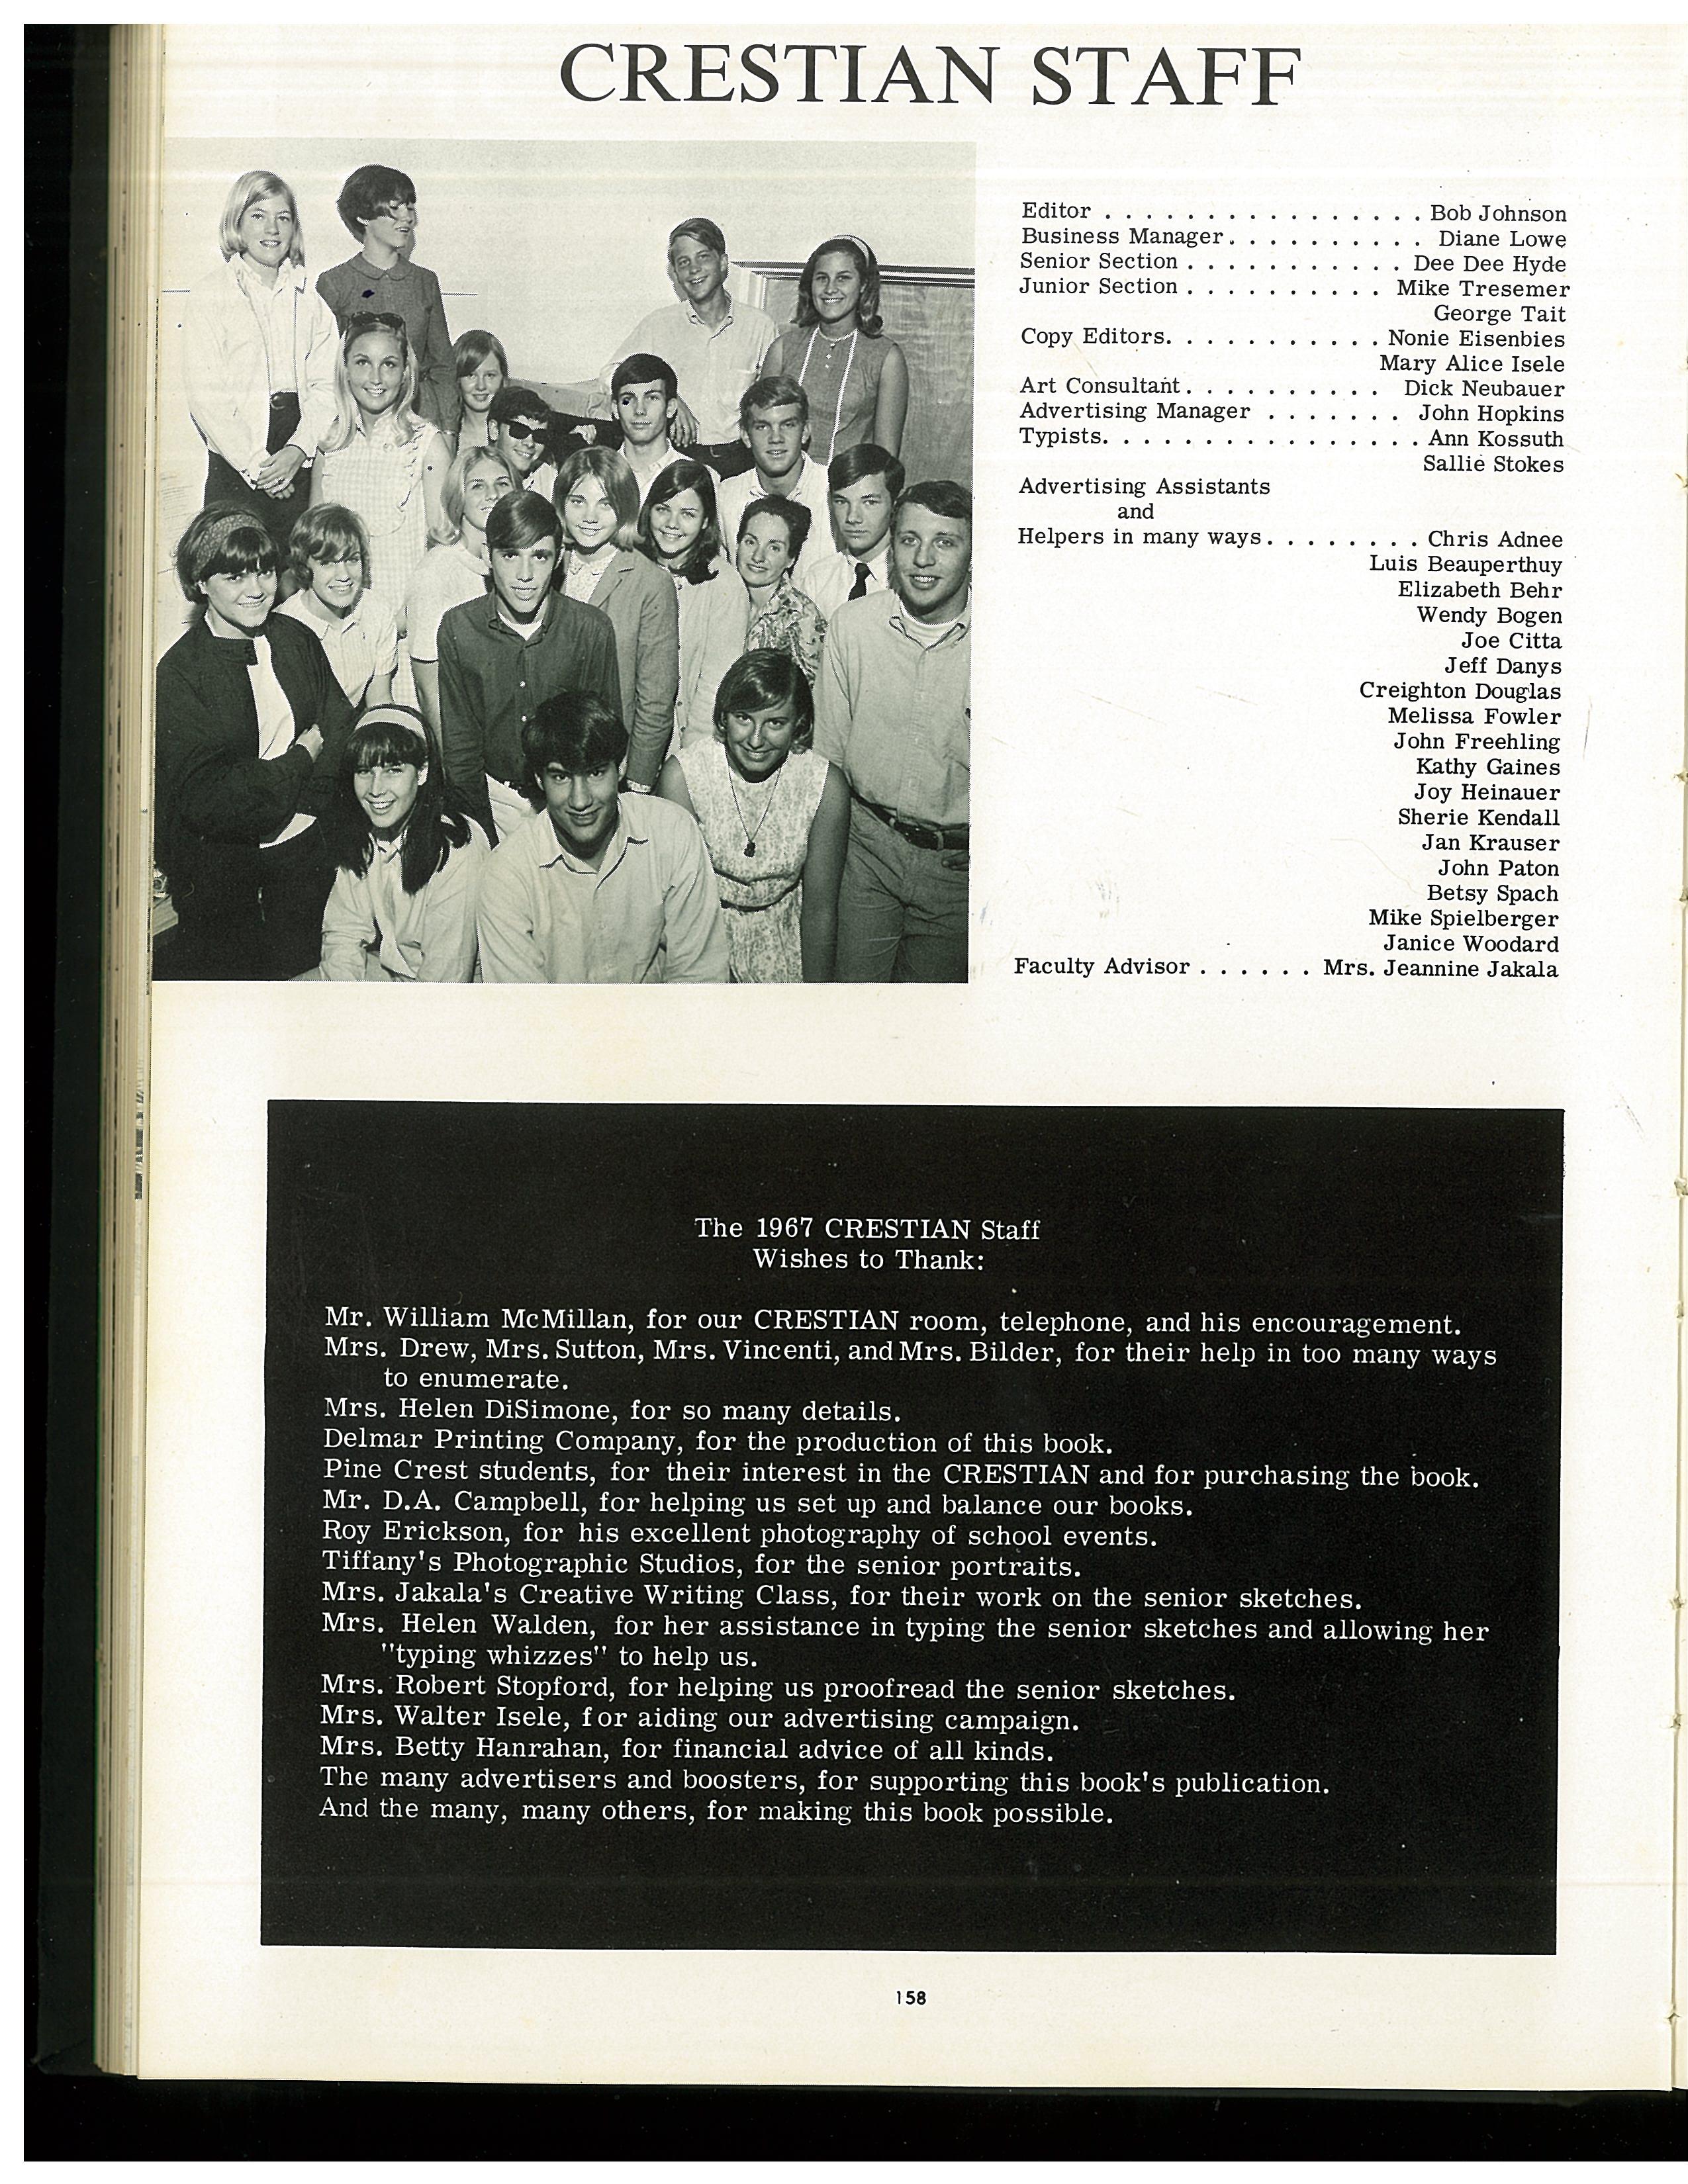 CRESTIAN STAFF
Editor . . . . . . . . . . . . . . . . Bob Johnson
Business Manager . . . . . . . . . . Diane Lowe
Senior Section . . . . . . . . . . . Dee Dee Hyde
Junior Section . . . . . . . . . . Mike Tresemer
George Tait
Copy Editors. . . . . . . . . . . Nonie Eisenbies
Mary Alice Isele
Art Consultant . . . . . . . . . . Dick Neubauer
Advertising Manager . . . . . . . John Hopkins
Typists. . . . . . . . . . . . . . . . Ann Kossuth
Sallie Stokes
Advertising Assistants
and
Helpers in many ways . . . . . . . . Chris Adnee
Luis Beauperthuy
Elizabeth Behr
Wendy Bogen
Joe Citta
Jeff Danys
Creighton Douglas
Melissa Fowler
John Freehling
Kathy Gaines
Joy Heinauer
Sherie Kendall
Jan Krauser
John Paton
Betsy Spach
Mike Spielberger
Janice Woodard
Faculty Advisor . . . . . . Mrs. Jeannine Jakala
The 1967 CRESTIAN Staff
Wishes to Thank:
Mr. William McMillan, for our CRESTIAN room, telephone, and his encouragement.
Mrs. Drew, Mrs. Sutton, Mrs. Vincenti, and Mrs. Bilder, for their help in too many ways
to enumerate.
Mrs. Helen DiSimone, for so many details.
Delmar Printing Company, for the production of this book.
Pine Crest students, for their interest in the CRESTIAN and for purchasing the book.
Mr. D.A. Campbell, for helping us set up and balance our books.
Roy Erickson, for his excellent photography of school events.
Tiffany's Photographic Studios, for the senior portraits.
Mrs. Jakala's Creative Writing Class, for their work on the senior sketches.
Mrs. Helen Walden, for her assistance in typing the senior sketches and allowing her
"typing whizzes" to help us.
Mrs. Robert Stopford, for helping us proofread the senior sketches.
Mrs. Walter Isele, for aiding our advertising campaign.
Mrs. Betty Hanrahan, for financial advice of all kinds.
The many advertisers and boosters, for supporting this book's publication.
And the many, many others, for making this book possible.
158